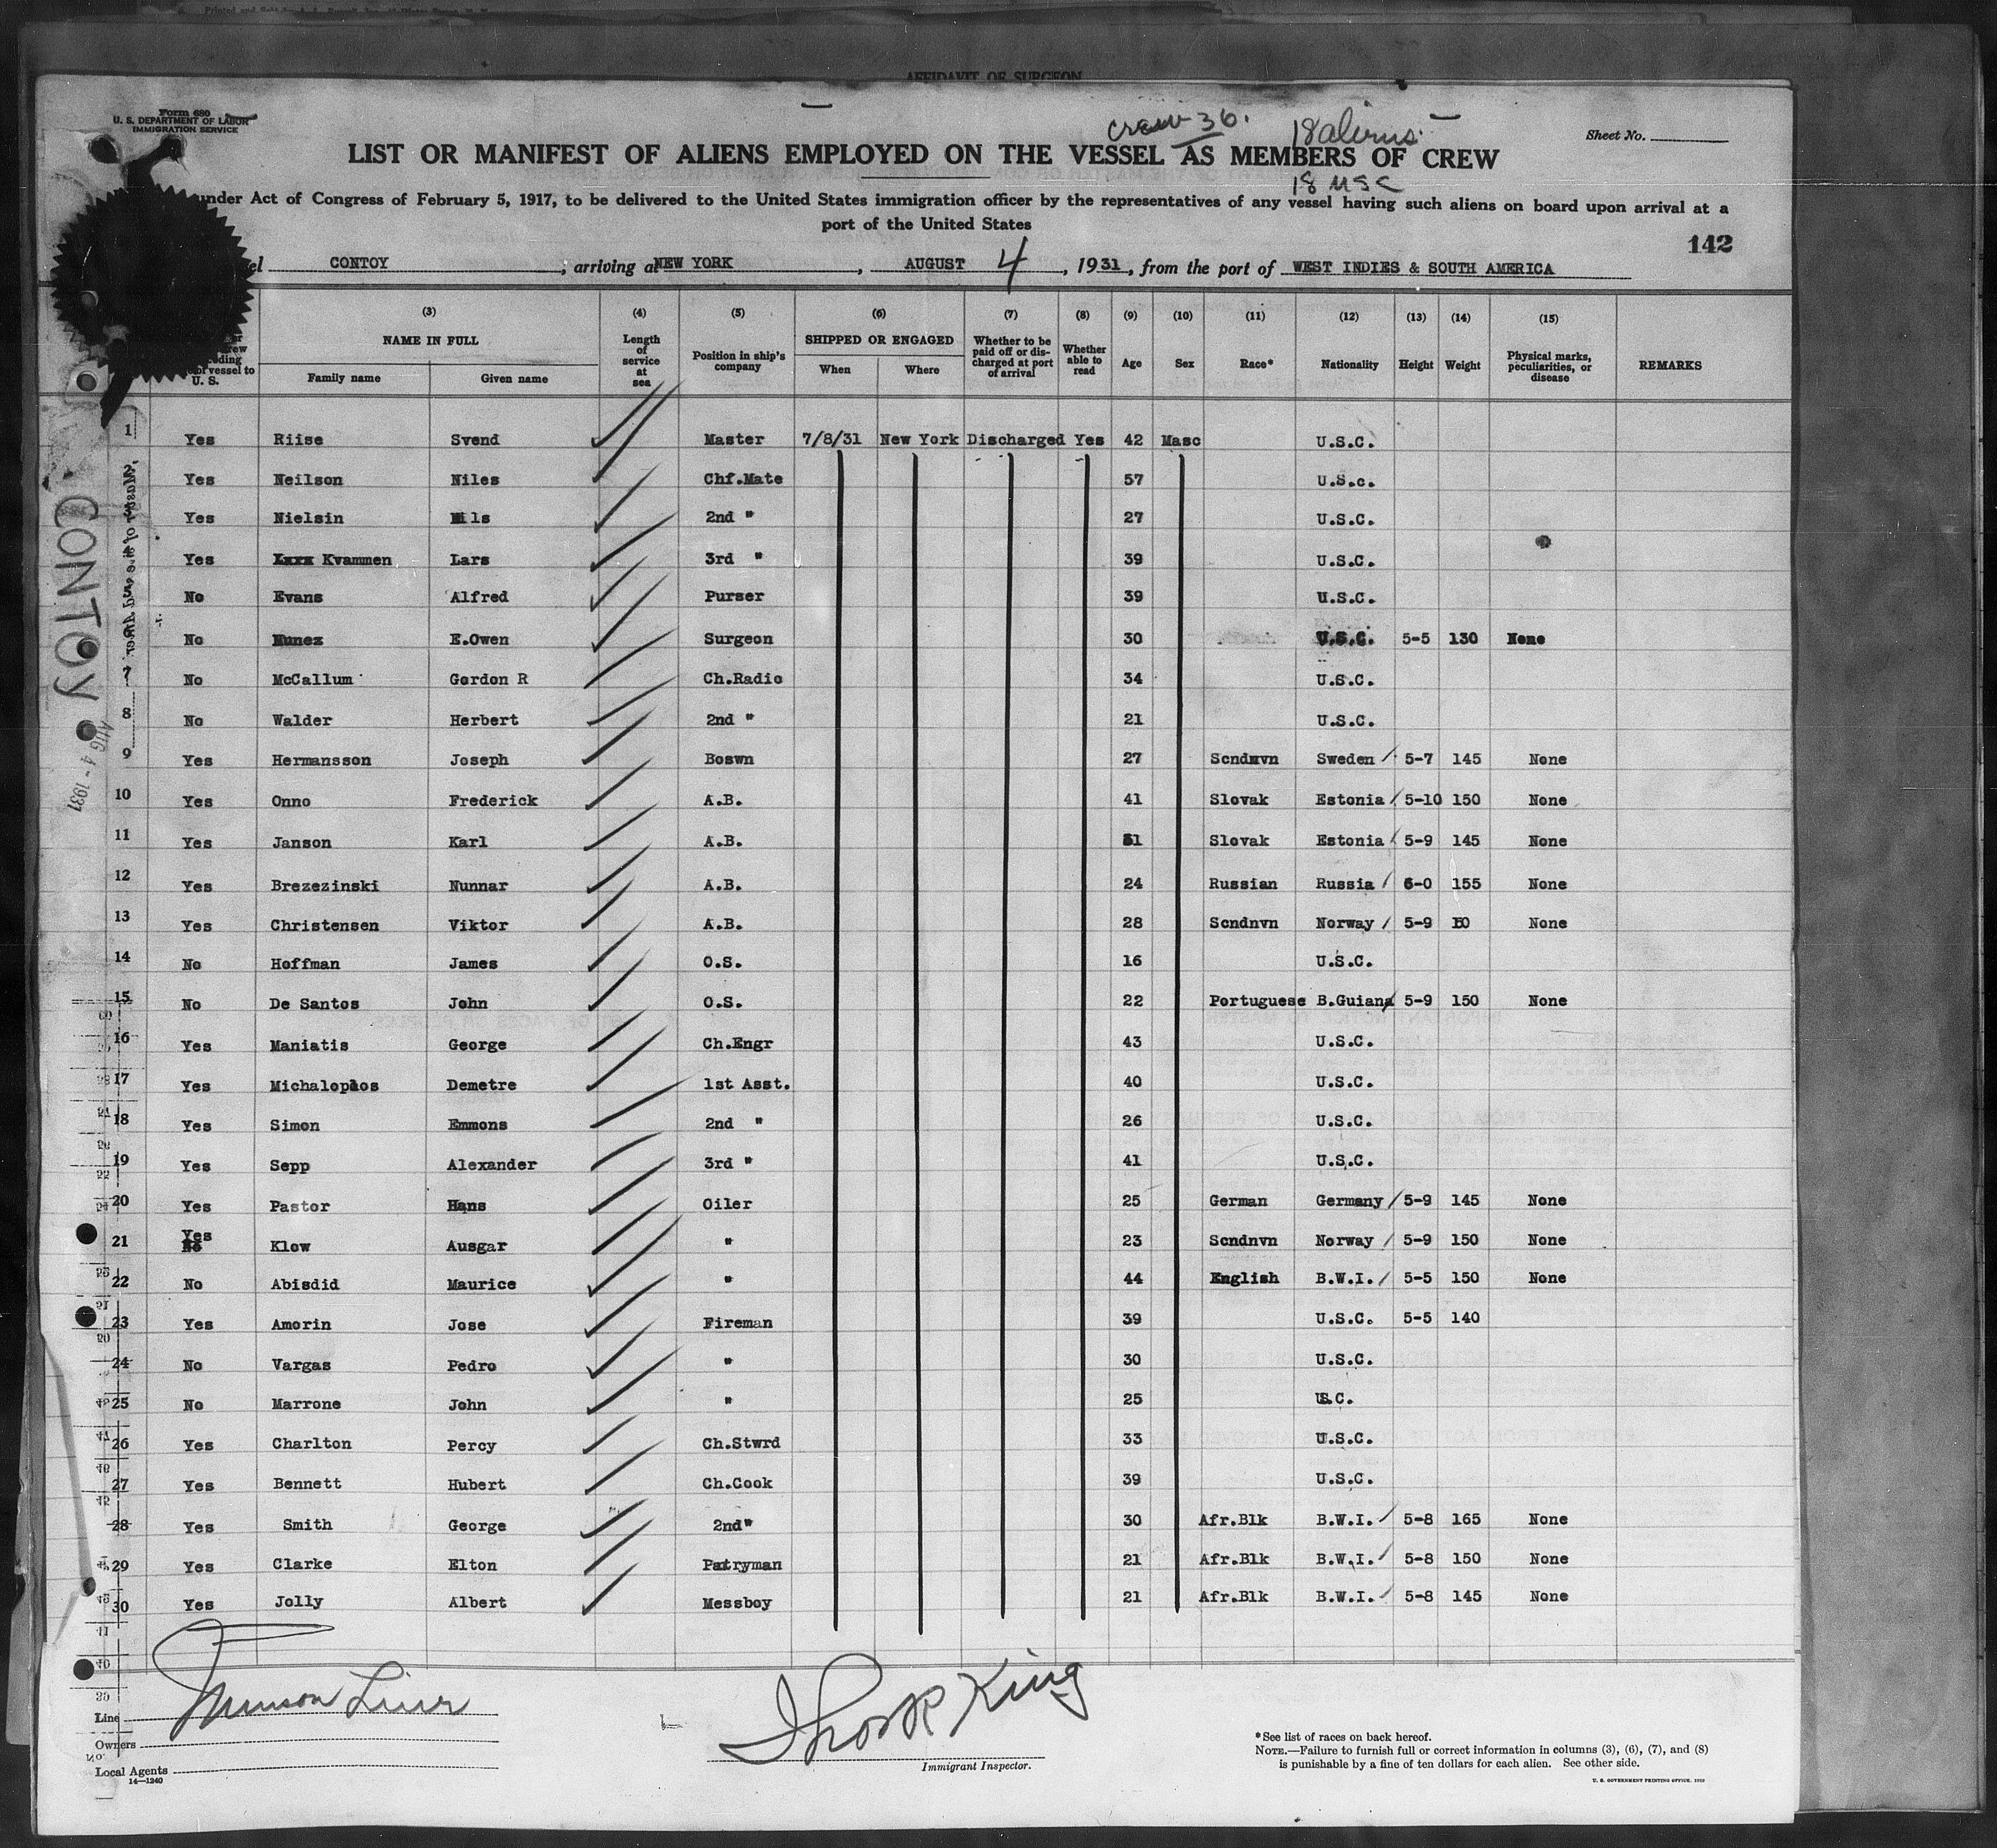 AFFIDAVIT OF SURGEON
Form 680
U. S. DEPARTMENT OF LABOR
IMMIGRATION SERVICE
crew 36.
18 aliens.
Sheet No.
LIST OR MANIFEST OF ALIENS EMPLOYED ON THE VESSEL AS MEMBERS OF CREW
18 USC
under Act of Congress of February 5, 1917, to be delivered to the United States immigration officer by the representatives of any vessel having such aliens on board upon arrival at a
port of the United States
142
el CONTOY, arriving at NEW YORK, AUGUST 4, 1931, from the port of WEST INDIES & SOUTH AMERICA
(3) (4) (5) (6) (7) (8) (9) (10) (11) (12) (13) (14) (15)
NAME IN FULL Length of service at sea Position in ship's company SHIPPED OR ENGAGED Whether to be paid off or discharged at port of arrival Whether able to read Age Sex Race* Nationality Height Weight Physical marks, peculiarities, or disease REMARKS
of vessel to U. S. Family name Given name When Where
1 Yes Riise Svend Master 7/8/31 New York Discharged Yes 42 Masc U.S.C.
2 Yes Neilson Niles Chf.Mate 57 U.S.c.
3 Yes Nielsin Nils 2nd " 27 U.S.C.
4 Yes Lxxx Kvammen Lars 3rd " 39 U.S.C.
5 No Evans Alfred Purser 39 U.S.C.
No Nunez E.Owen Surgeon 30 U.S.C. 5-5 130 None
7 No McCallum Gordon R Ch.Radio 34 U.S.C.
8 No Walder Herbert 2nd " 21 U.S.C.
9 Yes Hermansson Joseph Boswn 27 Scndnvn Sweden 5-7 145 None
10 Yes Onno Frederick A.B. 41 Slovak Estonia 5-10 150 None
11 Yes Janson Karl A.B. 51 Slovak Estonia 5-9 145 None
12 Yes Brezezinski Nunnar A.B. 24 Russian Russia 6-0 155 None
13 Yes Christensen Viktor A.B. 28 Scndnvn Norway 5-9 None
14 No Hoffman James O.S. 16 U.S.C.
15 No De Santos John O.S. 22 Portuguese B.Guiana 5-9 150 None
16 Yes Maniatis George Ch.Engr 43 U.S.C.
17 Yes Michaloplos Demetre 1st Asst. 40 U.S.C.
18 Yes Simon Emmons 2nd " 26 U.S.C.
19 Yes Sepp Alexander 3rd " 41 U.S.C.
20 Yes Pastor Hans Oiler 25 German Germany 5-9 145 None
21 Yes No Klow Ausgar " 23 Scndnvn Norway 5-9 150 None
22 No Abisdid Maurice " 44 English B.W.I. 5-5 150 None
23 Yes Amorin Jose Fireman 39 U.S.C. 5-5 140
24 No Vargas Pedro " 30 U.S.C.
25 No Marrone John " 25 U.S.C.
26 Yes Charlton Percy Ch.Stwrd 33 U.S.C.
27 Yes Bennett Hubert Ch.Cook 39 U.S.C.
28 Yes Smith George 2nd" 30 Afr.Blk B.W.I. 5-8 165 None
29 Yes Clarke Elton Patryman 21 Afr.Blk B.W.I. 5-8 150 None
30 Yes Jolly Albert Messboy 21 Afr.Blk B.W.I. 5-8 145 None
CONTOY
AUG 4-1931
Line Munson Line
Owners
Local Agents
14—1240
King
Immigrant Inspector.
*See list of races on back hereof.
NOTE.—Failure to furnish full or correct information in columns (3), (6), (7), and (8)
is punishable by a fine of ten dollars for each alien. See other side.
U. S. GOVERNMENT PRINTING OFFICE